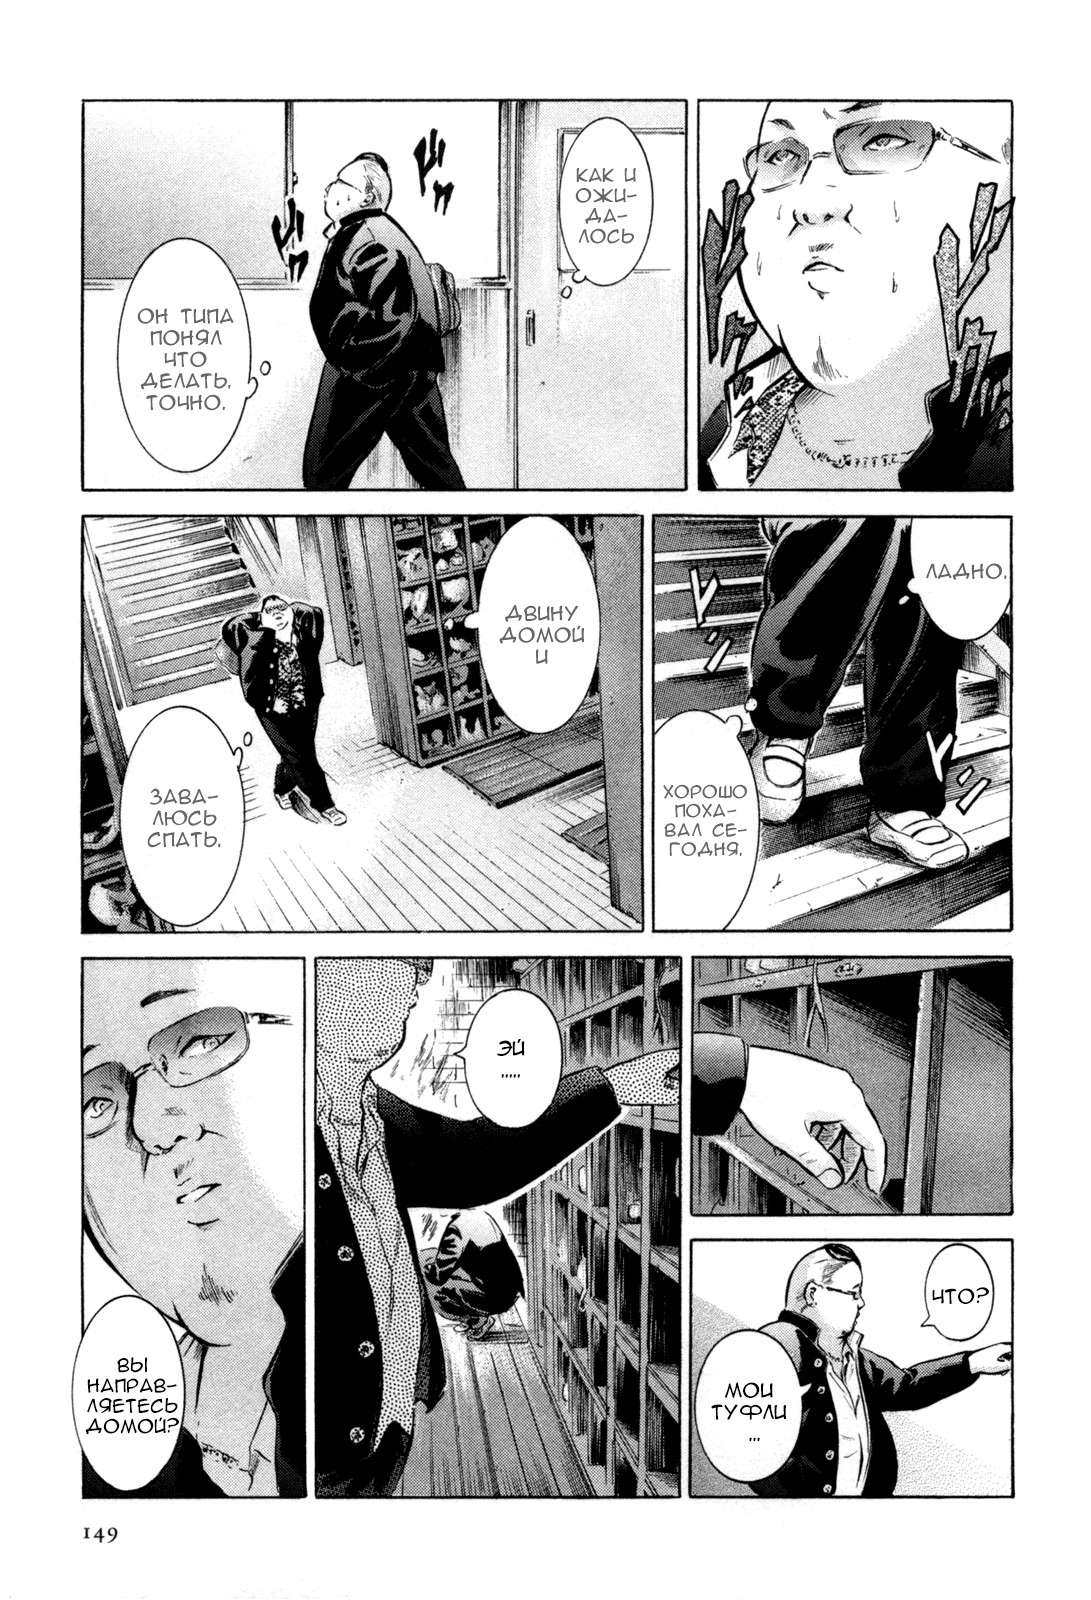 КАК И
ОЖИ-
ДА-
ЛОСЬ
ОН ТИПА
ПОНЯЛ
ЧТО
ДЕЛАТЬ.
ТОЧНО.
ЛАДНО.
ХОРОШО
ПОХА-
ВАЛ СЕ-
ГОДНЯ.
ДВИНУ
ДОМОЙ
И
ЗАВА-
ЛЮСЬ
СПАТЬ.
ЧТО?
МОИ
ТУФЛИ
...
ЭЙ
.....
ВЫ
НАПРАВ-
ЛЯЕТЕСЬ
ДОМОЙ?
149